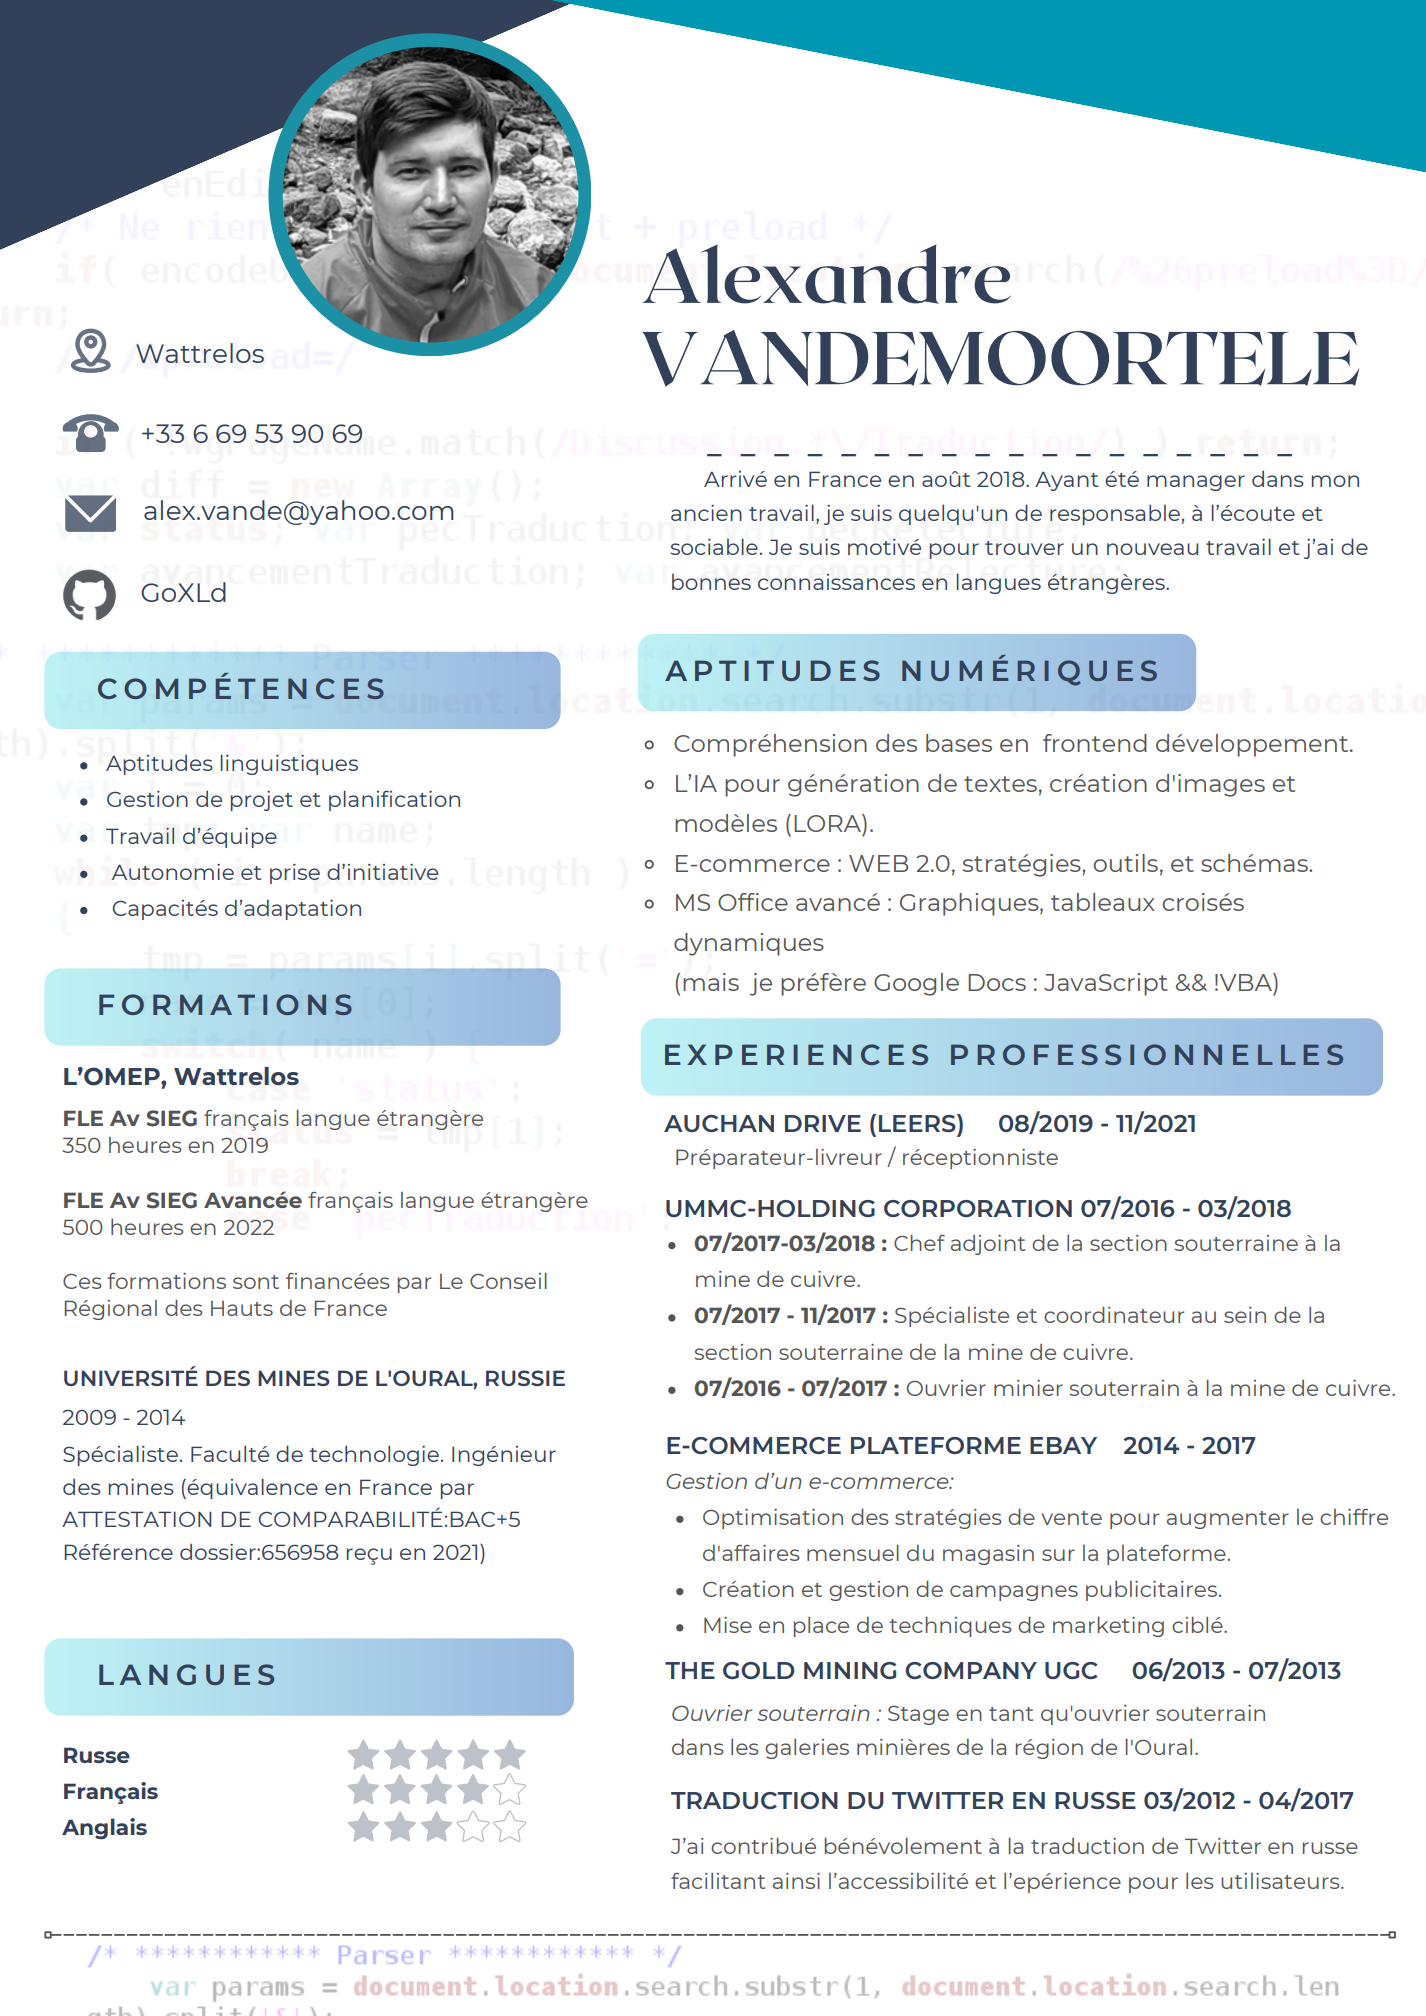 Alexandre
VANDEMOORTELE
Wattrelos
+33 6 69 53 90 69
alex.vande@yahoo.com
GoXLd
Arrivé en France en août 2018. Ayant été manager dans mon
ancien travail, je suis quelqu'un de responsable, à l’écoute et
sociable. Je suis motivé pour trouver un nouveau travail et j’ai de
bonnes connaissances en langues étrangères.
COMPÉTENCES
• Aptitudes linguistiques
• Gestion de projet et planification
• Travail d’équipe
• Autonomie et prise d’initiative
• Capacités d’adaptation
FORMATIONS
L’OMEP, Wattrelos
FLE Av SIEG français langue étrangère
350 heures en 2019
FLE Av SIEG Avancée français langue étrangère
500 heures en 2022
Ces formations sont financées par Le Conseil
Régional des Hauts de France
UNIVERSITÉ DES MINES DE L'OURAL, RUSSIE
2009 - 2014
Spécialiste. Faculté de technologie. Ingénieur
des mines (équivalence en France par
ATTESTATION DE COMPARABILITÉ:BAC+5
Référence dossier:656958 reçu en 2021)
LANGUES
Russe
Français
Anglais
APTITUDES NUMÉRIQUES
Compréhension des bases en frontend développement.
L’IA pour génération de textes, création d'images et
modèles (LORA).
E-commerce : WEB 2.0, stratégies, outils, et schémas.
MS Office avancé : Graphiques, tableaux croisés
dynamiques
(mais je préfère Google Docs : JavaScript && !VBA)
EXPERIENCES PROFESSIONNELLES
AUCHAN DRIVE (LEERS) 08/2019 - 11/2021
Préparateur-livreur / réceptionniste
UMMC-HOLDING CORPORATION 07/2016 - 03/2018
• 07/2017-03/2018 : Chef adjoint de la section souterraine à la
mine de cuivre.
• 07/2017 - 11/2017 : Spécialiste et coordinateur au sein de la
section souterraine de la mine de cuivre.
• 07/2016 - 07/2017 : Ouvrier minier souterrain à la mine de cuivre.
E-COMMERCE PLATEFORME EBAY 2014 - 2017
Gestion d’un e-commerce:
• Optimisation des stratégies de vente pour augmenter le chiffre
d'affaires mensuel du magasin sur la plateforme.
• Création et gestion de campagnes publicitaires.
• Mise en place de techniques de marketing ciblé.
THE GOLD MINING COMPANY UGC 06/2013 - 07/2013
Ouvrier souterrain : Stage en tant qu'ouvrier souterrain
dans les galeries minières de la région de l'Oural.
TRADUCTION DU TWITTER EN RUSSE 03/2012 - 04/2017
J’ai contribué bénévolement à la traduction de Twitter en russe
facilitant ainsi l’accessibilité et l’epérience pour les utilisateurs.
/* ************ Parser ************ */
var params = document.location.search.substr(1, document.location.search.len